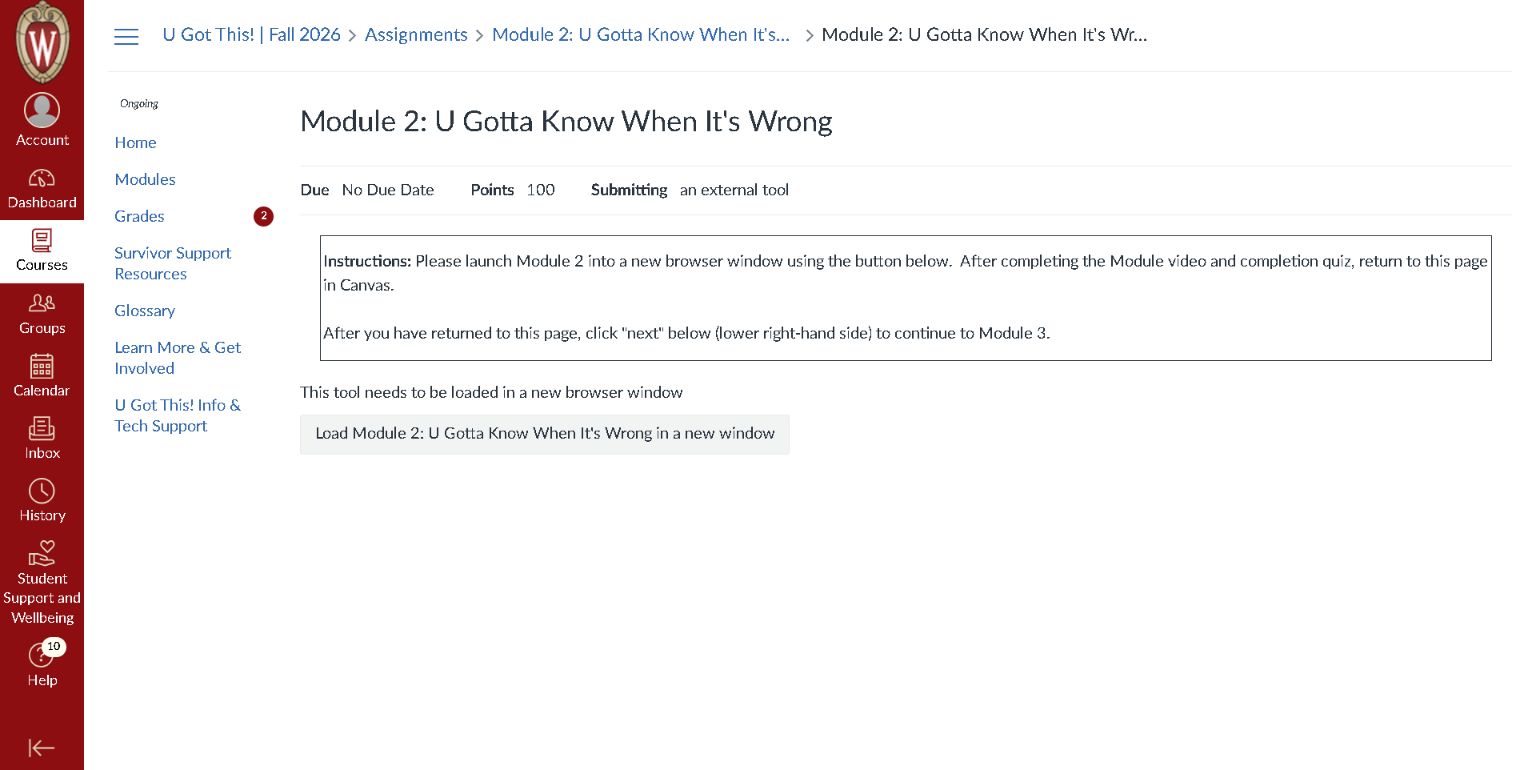 W
U Got This! | Fall 2026 > Assignments > Module 2: U Gotta Know When It's... > Module 2: U Gotta Know When It's Wr...
Account
Dashboard
Courses
Groups
Calendar
Inbox
History
Student
Support and
Wellbeing
10
Help
Ongoing
Home
Modules
Grades 2
Survivor Support
Resources
Glossary
Learn More & Get
Involved
U Got This! Info &
Tech Support
Module 2: U Gotta Know When It's Wrong
Due No Due Date Points 100 Submitting an external tool
Instructions: Please launch Module 2 into a new browser window using the button below. After completing the Module video and completion quiz, return to this page
in Canvas.
After you have returned to this page, click "next" below (lower right-hand side) to continue to Module 3.
This tool needs to be loaded in a new browser window
Load Module 2: U Gotta Know When It's Wrong in a new window